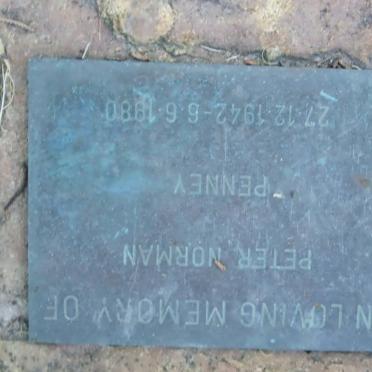 N LOVING MEMORY OF
PETER NORMAN
PENNEY
27·12·1942-6·6·1980